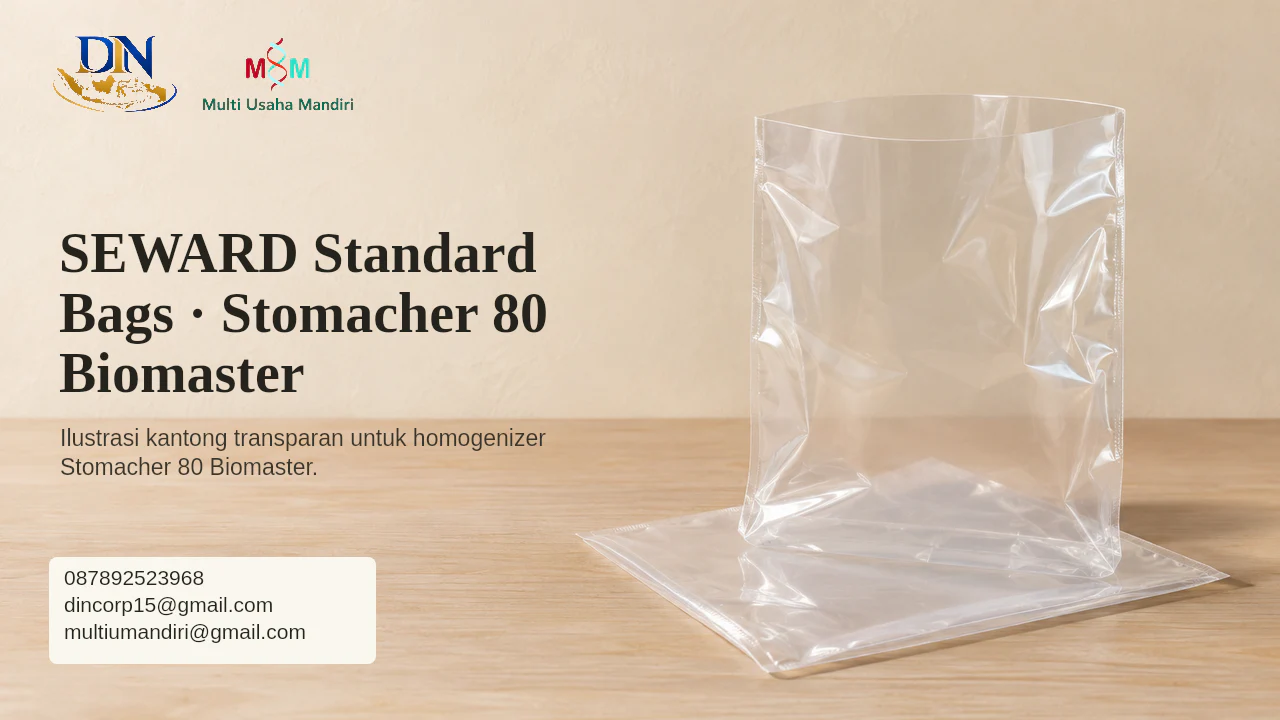 DIN
MSM
Multi Usaha Mandiri
SEWARD Standard
Bags · Stomacher 80
Biomaster
Ilustrasi kantong transparan untuk homogenizer
Stomacher 80 Biomaster.
087892523968
dincorp15@gmail.com
multiumandiri@gmail.com